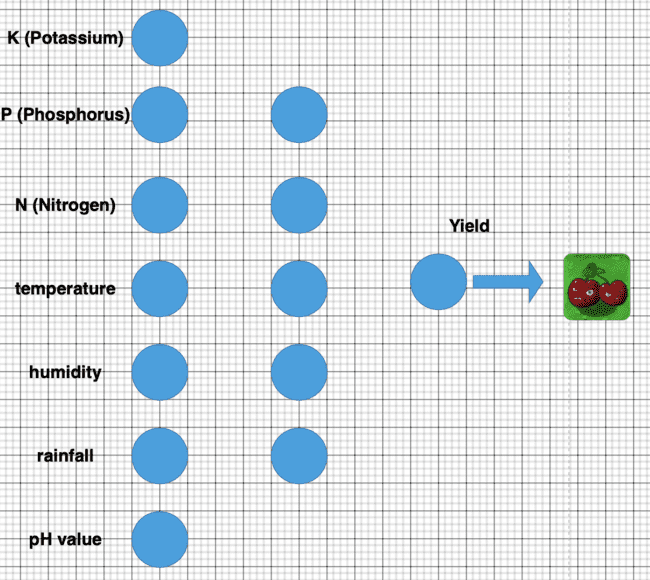 K (Potassium)
P (Phosphorus)
N (Nitrogen)
Yield
temperature
humidity
rainfall
pH value